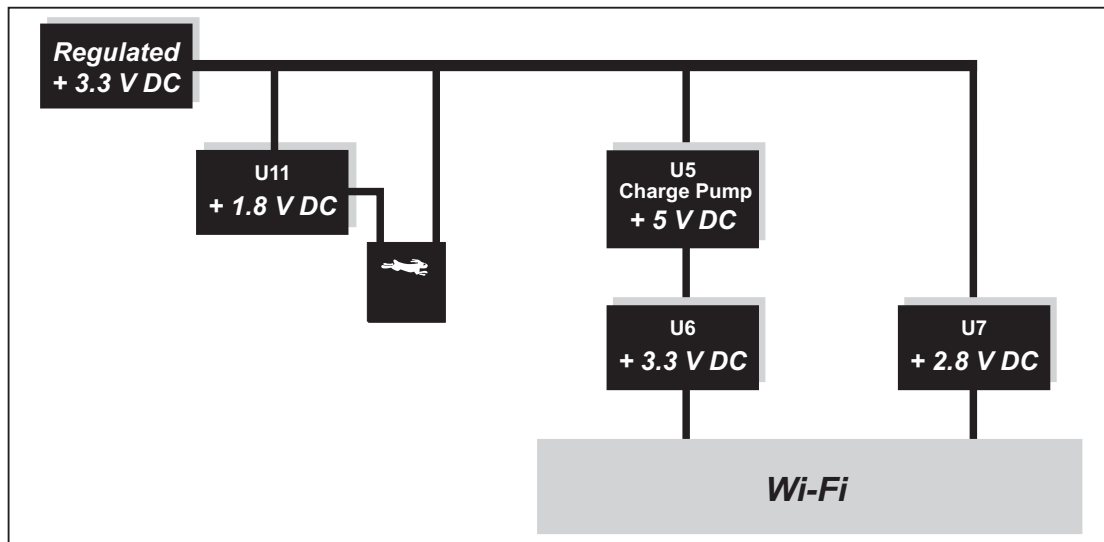 Regulated
+ 3.3 V DC
U11
+ 1.8 V DC
U5
Charge Pump
+ 5 V DC
U6
+ 3.3 V DC
U7
+ 2.8 V DC
Wi-Fi